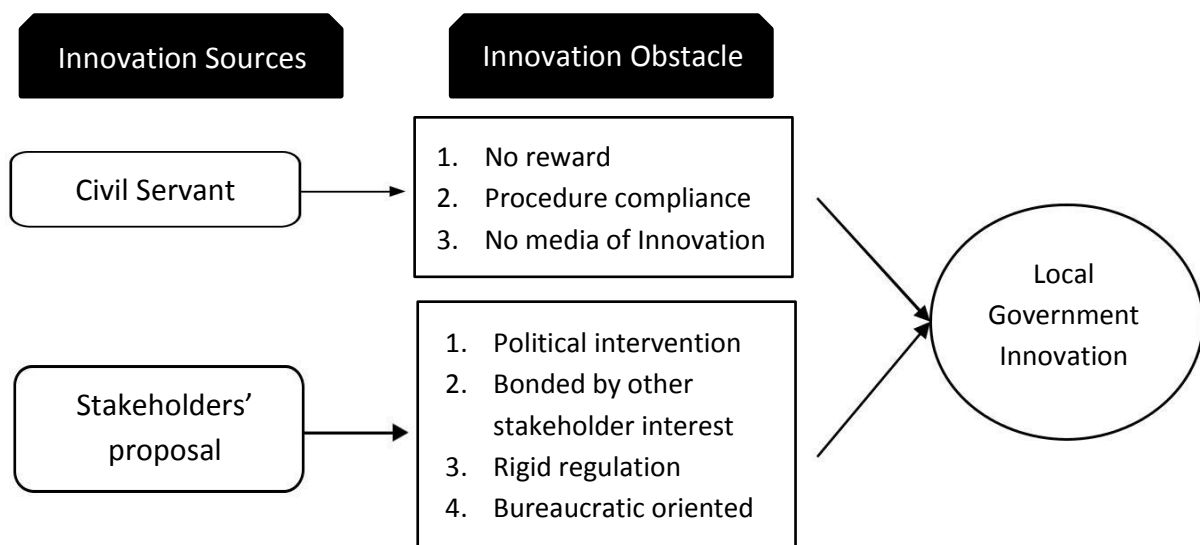 Innovation Sources
Innovation Obstacle
Civil Servant
1. No reward
2. Procedure compliance
3. No media of Innovation
Stakeholders’
proposal
1. Political intervention
2. Bonded by other
stakeholder interest
3. Rigid regulation
4. Bureaucratic oriented
Local
Government
Innovation